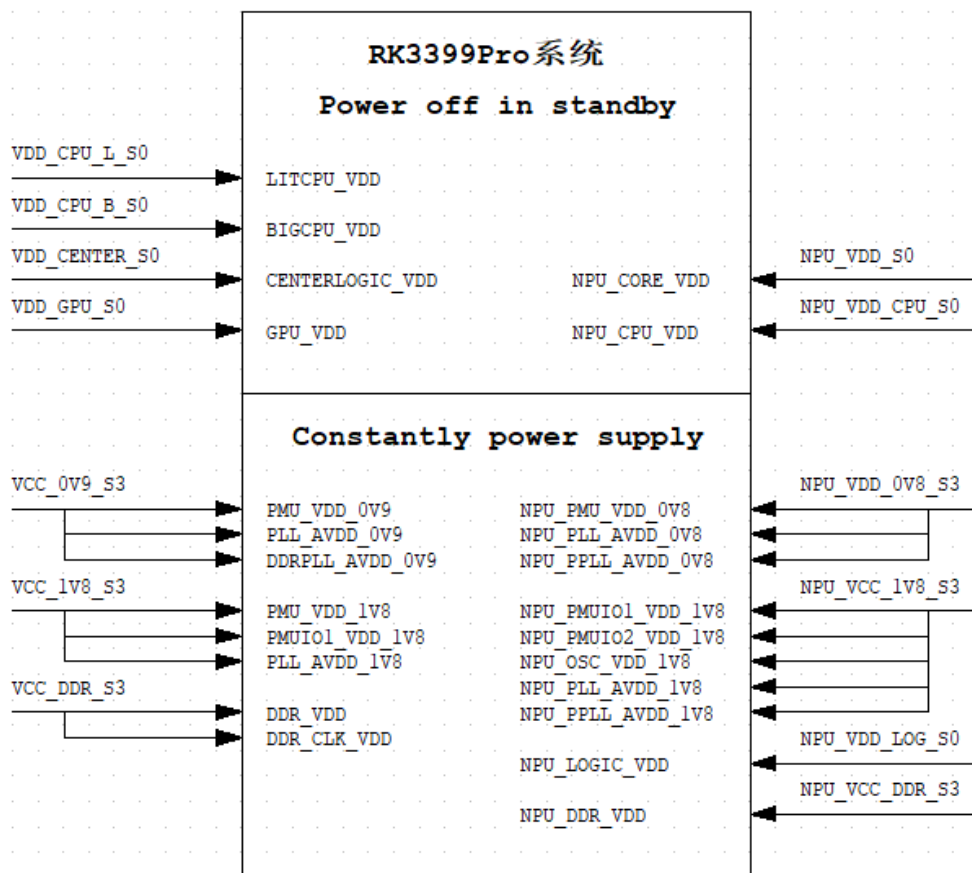 RK3399Pro系统
Power off in standby
VDD_CPU_L_S0
LITCPU_VDD
VDD_CPU_B_S0
BIGCPU_VDD
VDD_CENTER_S0
CENTERLOGIC_VDD
NPU_CORE_VDD
NPU_VDD_S0
VDD_GPU_S0
GPU_VDD
NPU_CPU_VDD
NPU_VDD_CPU_S0
Constantly power supply
VCC_0V9_S3
PMU_VDD_0V9
PLL_AVDD_0V9
DDRPLL_AVDD_0V9
VCC_1V8_S3
PMU_VDD_1V8
PMUIO1_VDD_1V8
PLL_AVDD_1V8
VCC_DDR_S3
DDR_VDD
DDR_CLK_VDD
NPU_VDD_0V8_S3
NPU_PMU_VDD_0V8
NPU_PLL_AVDD_0V8
NPU_PPLL_AVDD_0V8
NPU_VCC_1V8_S3
NPU_PMUIO1_VDD_1V8
NPU_PMUIO2_VDD_1V8
NPU_OSC_VDD_1V8
NPU_PLL_AVDD_1V8
NPU_PPLL_AVDD_1V8
NPU_VDD_LOG_S0
NPU_LOGIC_VDD
NPU_VCC_DDR_S3
NPU_DDR_VDD